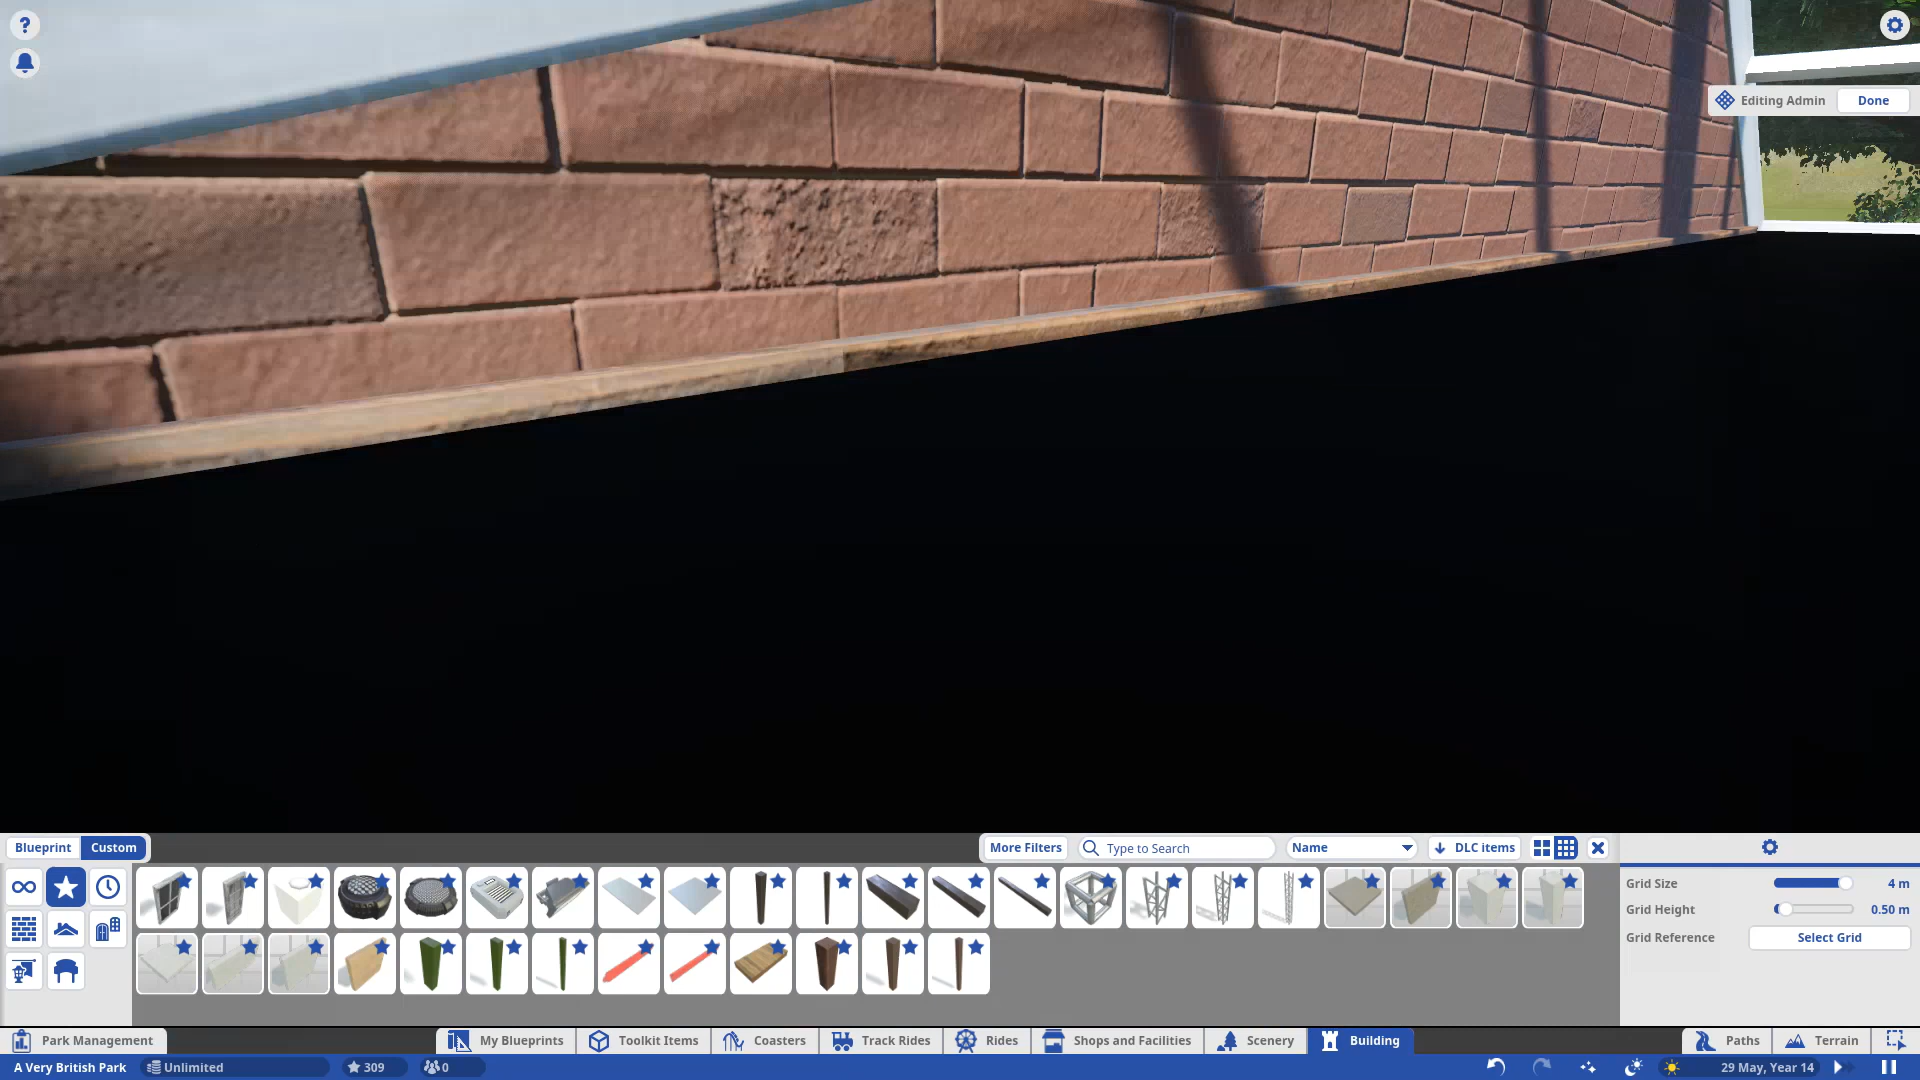 ?
Editing Admin Done
Blueprint Custom
More Filters Type to Search Name DLC items
Grid Size 4 m
Grid Height 0.50 m
Grid Reference Select Grid
Park Management My Blueprints Toolkit Items Coasters Track Rides Rides Shops and Facilities Scenery Building Paths Terrain
A Very British Park Unlimited 309 0 29 May, Year 14